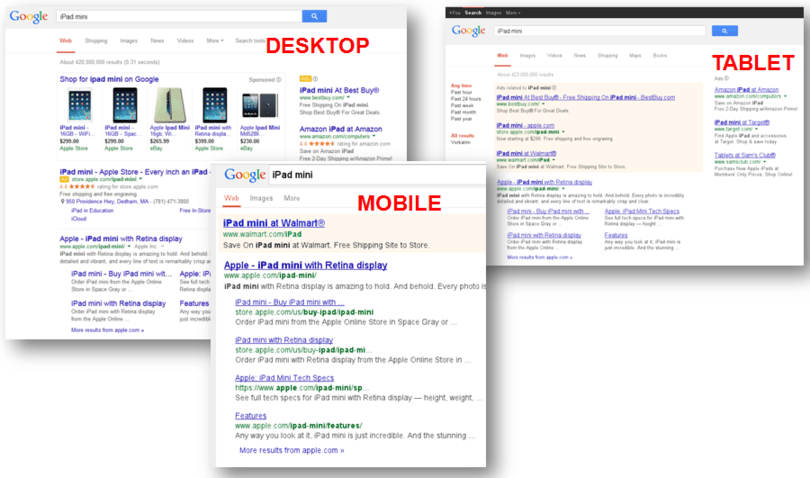 Google
iPad mini
Web Shopping Images News Videos More Search tools
DESKTOP
About 420,000,000 results (0.31 seconds)
Shop for ipad mini on Google
Sponsored
iPad mini - 16GB - WiFi...
$299.00
Apple Store
iPad mini - 16GB - Spac...
$299.00
Apple Store
Apple Ipad Mini 16gb, W...
$265.99
eBay
iPad mini with Retina displa...
$399.00
Apple Store
Apple Ipad Mini Md528ll...
$230.00
eBay
iPad mini At Best Buy®
www.bestbuy.com/
Free Shipping On iPad mini.
Shop Best Buy® For Great Deals.
Amazon iPad at Amazon
www.amazon.com/computers
Save on Amazon iPad
Free 2-Day Shipping w/Amazon Prime!
iPad mini - Apple Store - Every inch an iPad -
Ad store.apple.com/ipad-mini
4.6 rating for store.apple.com
Free shipping and free engraving
950 Providence Hwy, Dedham, MA - (781) 471-3800
iPad in Education Free In-Store
iCloud
Apple - iPad mini with Retina display
www.apple.com/ipad-mini/ Apple Inc.
iPad mini with Retina display is amazing to hold. And behold. Every
detailed and vibrant, and every line of text is remarkably crisp and
iPad mini - Buy iPad mini wit...
Order iPad mini from the Apple Online
Store in Space Gray or ...
Apple: iP
See full tech
Retina display
iPad mini with Retina display
Order iPad mini with Retina display
from the Apple Online ...
Features
Any way you
just incredible
More results from apple.com »
+You Search Images More
Google
iPad mini
TABLET
Web Images Videos News Shopping Maps Books
About 423,000,000 results
Any time
Past hour
Past 24 hours
Past week
Past month
Past year
All results
Verbatim
Ads related to ipad mini
iPad mini At Best Buy® - Free Shipping On iPad mini - BestBuy.com
www.bestbuy.com/
Shop Best Buy® For Great Deals.
iPad mini - apple.com
store.apple.com/ipad-mini
Now starting at $299. Free shipping and free engraving.
iPad mini at Walmart®
www.walmart.com/iPad
Save On iPad mini at Walmart. Free Shipping Site to Store.
Apple - iPad mini with Retina display
www.apple.com/ipad-mini/
iPad mini with Retina display is amazing to hold. And behold. Every photo is incredibly
detailed and vibrant, and every line of text is remarkably crisp and clear.
iPad mini - Buy iPad mini with ...
Order iPad mini from the Apple Online
Store in Space Gray or ...
Apple: iPad Mini Tech Specs
See full tech specs for iPad mini with
Retina display — height, ...
iPad mini with Retina display
Order iPad mini with Retina display
from the Apple Online ...
Features
Any way you look at it, iPad mini is
just incredible. And the stunning ...
More results from apple.com »
Ads
Amazon iPad at Amazon
www.amazon.com/computers
Save on Amazon iPad
Free 2-Day Shipping w/Amazon Prime!
iPad mini at Target®
www.target.com/
Find Apple iPad and accessories
at Target. Shop & save today.
Tablets at Sam's Club®
www.samsclub.com/
Purchase New Apple-iPads at
Members' Only Prices. Shop Online!
Google
iPad mini
MOBILE
Web Images More
iPad mini at Walmart®
www.walmart.com/iPad
Save On iPad mini at Walmart. Free Shipping Site to Store.
Apple - iPad mini with Retina display
www.apple.com/ipad-mini/
iPad mini with Retina display is amazing to hold. And behold. Every photo is
iPad mini - Buy iPad mini with ...
store.apple.com/us/buy-ipad/ipad-mini
Order iPad mini from the Apple Online Store in Space Gray or ...
iPad mini with Retina display
store.apple.com/us/buy-ipad/ipad-mi...
Order iPad mini with Retina display from the Apple Online Store in ...
Apple: iPad Mini Tech Specs
https://www.apple.com/ipad-mini/sp...
See full tech specs for iPad mini with Retina display — height, weight, ...
Features
www.apple.com/ipad-mini/features/
Any way you look at it, iPad mini is just incredible. And the stunning ...
More results from apple.com »